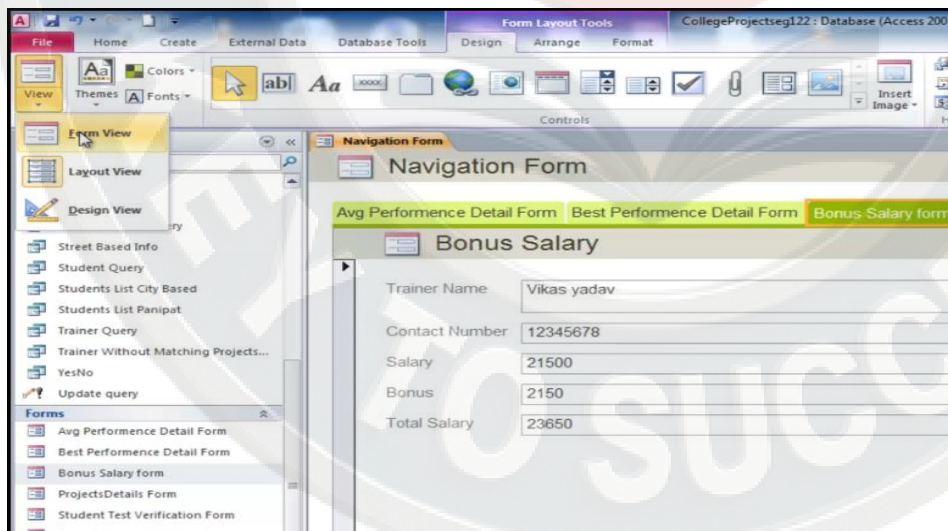 A
Form Layout Tools
CollegeProjectseg122 : Database (Access 200
File Home Create External Data Database Tools Design Arrange Format
View
Aa
Themes
Colors
A Fonts
ab|
Aa
XXXX
Insert
Image
Controls
Form View
Layout View
Design View
Street Based Info
Student Query
Students List City Based
Students List Panipat
Trainer Query
Trainer Without Matching Projects...
YesNo
Update query
Forms
Avg Performence Detail Form
Best Performence Detail Form
Bonus Salary form
ProjectsDetails Form
Student Test Verification Form
Navigation Form
Navigation Form
Avg Performence Detail Form Best Performence Detail Form Bonus Salary form
Bonus Salary
Trainer Name Vikas yadav
Contact Number 12345678
Salary 21500
Bonus 2150
Total Salary 23650